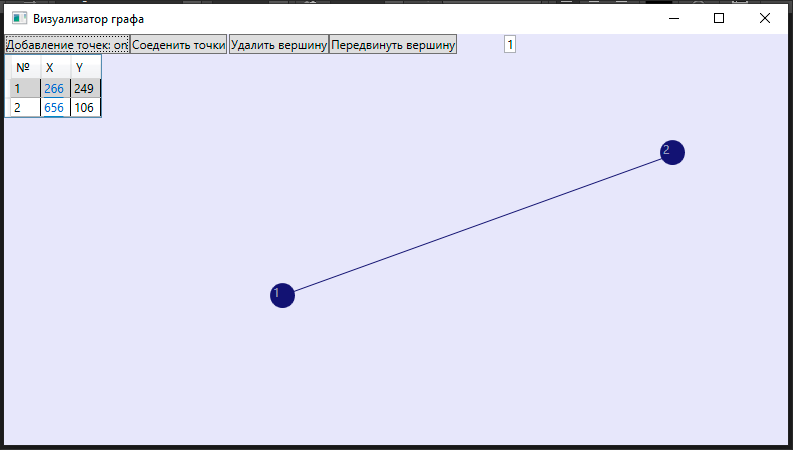 Визуализатор графа
Добавление точек: on Соеденить точки Удалить вершину Передвинуть вершину 1
№ X Y
1 266 249
2 656 106
2
1